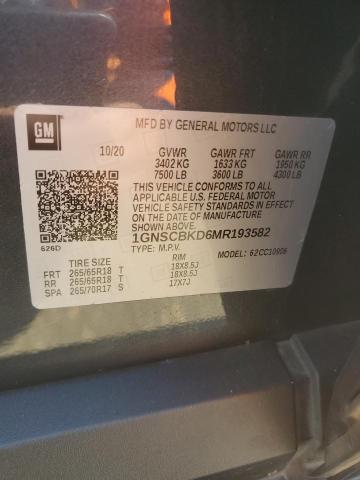 GM
MFD BY GENERAL MOTORS LLC
10/20 GVWR GAWR FRT GAWR RR
3402 KG 1633 KG 1950 KG
7500 LB 3600 LB 4300 LB
THIS VEHICLE CONFORMS TO ALL
APPLICABLE U.S. FEDERAL MOTOR
VEHICLE SAFETY STANDARDS IN
EFFECT ON THE DATE OF MANUFACTURE
SHOWN ABOVE.
1GNSCBKD6MR193582
626D TYPE: M.P.V. MODEL: 62CC10906
RIM
FRT 265/65R18 T 18X8.5J
RR 265/65R18 T 18X8.5J
SPA 265/70R17 S 17X7J